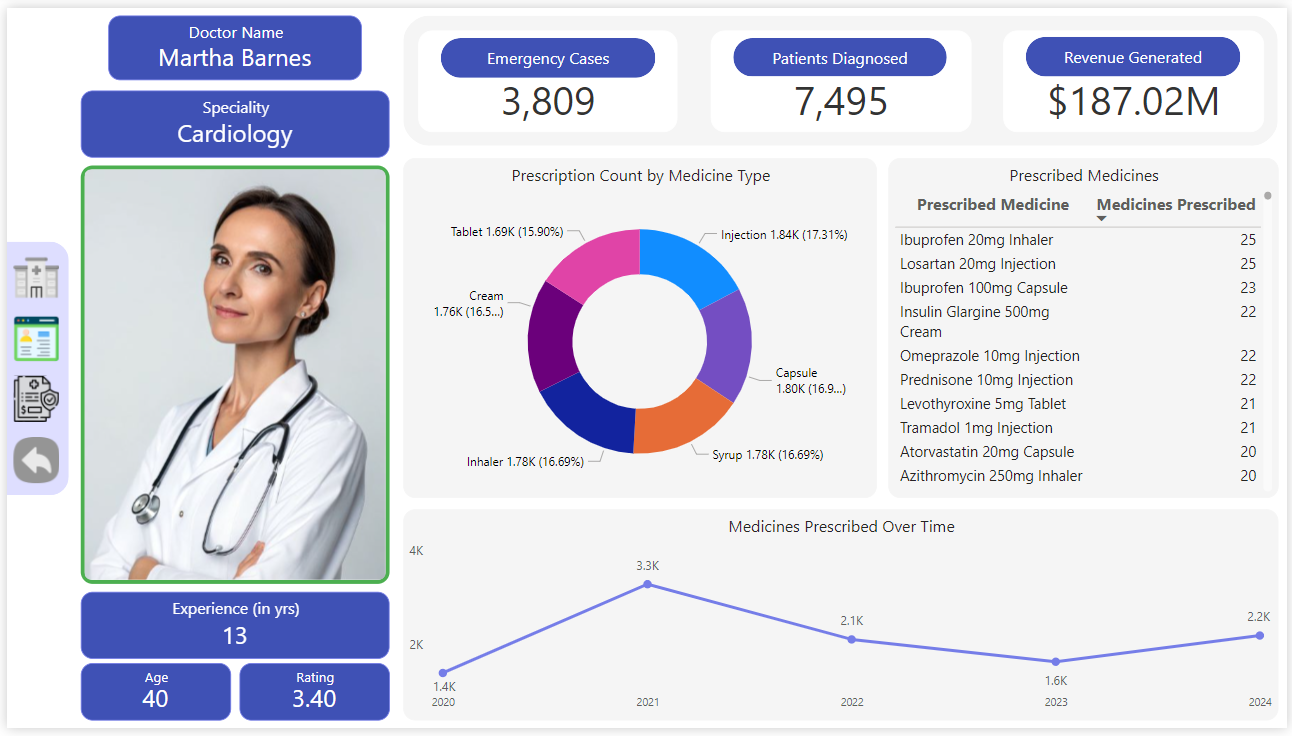 Doctor Name
Martha Barnes
Speciality
Cardiology
Experience (in yrs)
13
Age
40
Rating
3.40
Emergency Cases
3,809
Patients Diagnosed
7,495
Revenue Generated
$187.02M
Prescription Count by Medicine Type
Tablet 1.69K (15.90%)
Injection 1.84K (17.31%)
Cream
1.76K (16.5...)
Capsule
1.80K (16.9...)
Inhaler 1.78K (16.69%)
Syrup 1.78K (16.69%)
Prescribed Medicines
Prescribed Medicine Medicines Prescribed
Ibuprofen 20mg Inhaler 25
Losartan 20mg Injection 25
Ibuprofen 100mg Capsule 23
Insulin Glargine 500mg 22
Cream
Omeprazole 10mg Injection 22
Prednisone 10mg Injection 22
Levothyroxine 5mg Tablet 21
Tramadol 1mg Injection 21
Atorvastatin 20mg Capsule 20
Azithromycin 250mg Inhaler 20
Medicines Prescribed Over Time
4K
2K
1.4K
3.3K
2.1K
1.6K
2.2K
2020 2021 2022 2023 2024